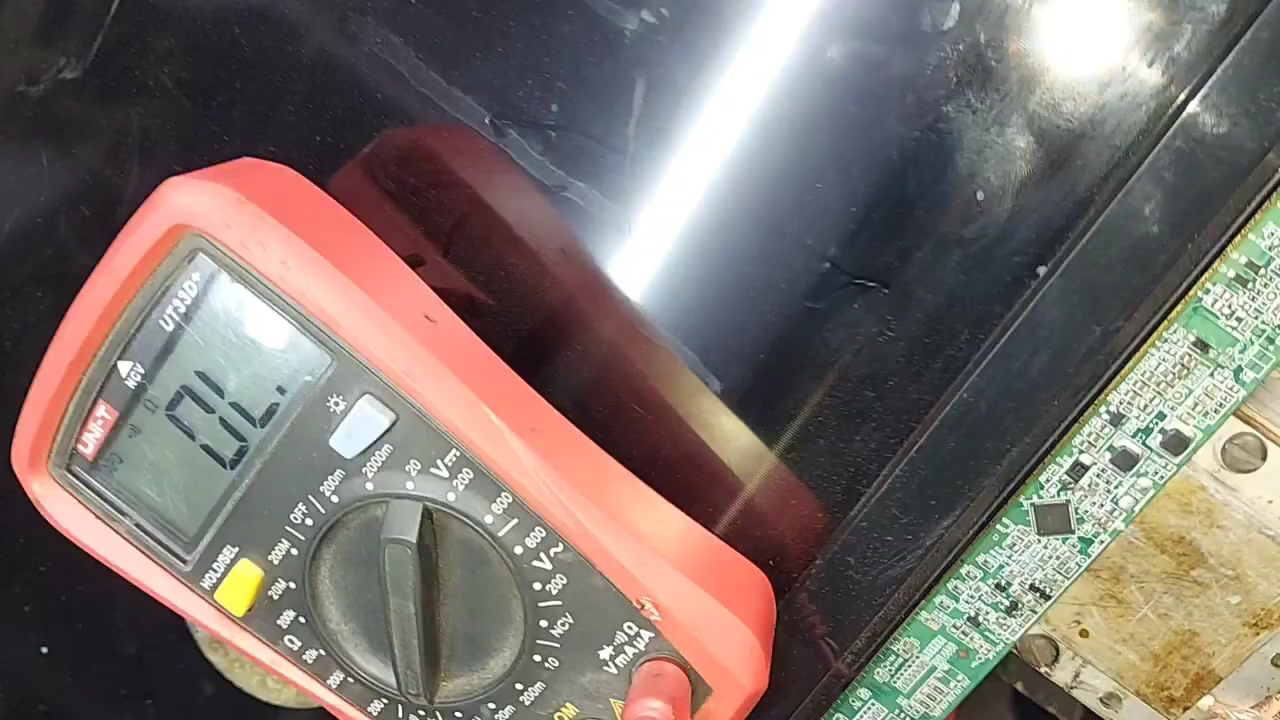 UT33D+
NCV
UNI-T
Ω
OL
HOLD/SEL
OFF
200m
2000m
20
200
V
600
600
V~
200
NCV
10
200m
20m
200M
20M
200k
Ω
20k
VmAμA
Ω